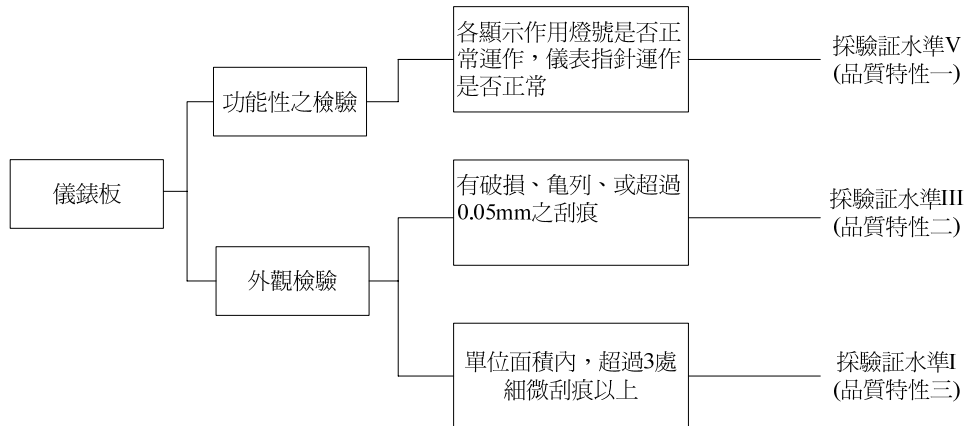 儀錶板
功能性之檢驗
各顯示作用燈號是否正
常運作，儀表指針運作
是否正常
採驗証水準V
(品質特性一)
外觀檢驗
有破損、亀列、或超過
0.05mm之刮痕
採驗証水準III
(品質特性二)
單位面積內，超過3處
細微刮痕以上
採驗証水準I
(品質特性三)